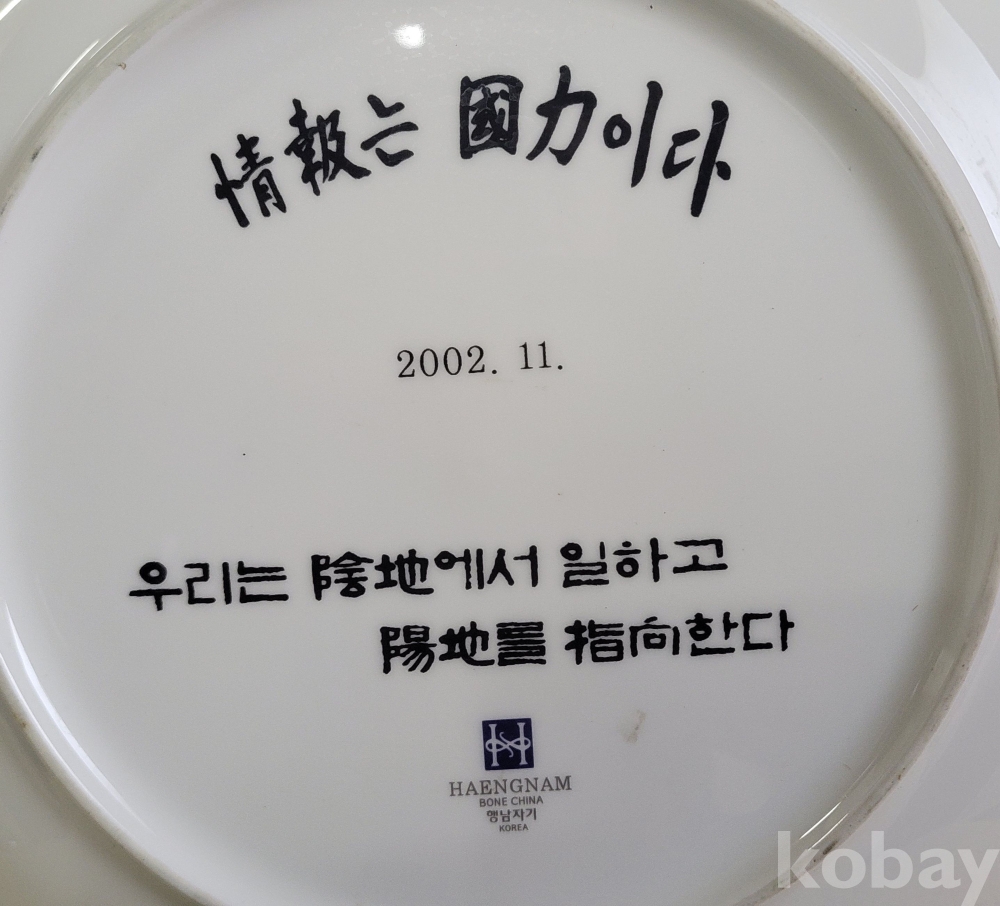 情報는 國力이다
2002. 11.
우리는 陰地에서 일하고
陽地를 指向한다
H
HAENGNAM
BONE CHINA
행남자기
KOREA
kobay